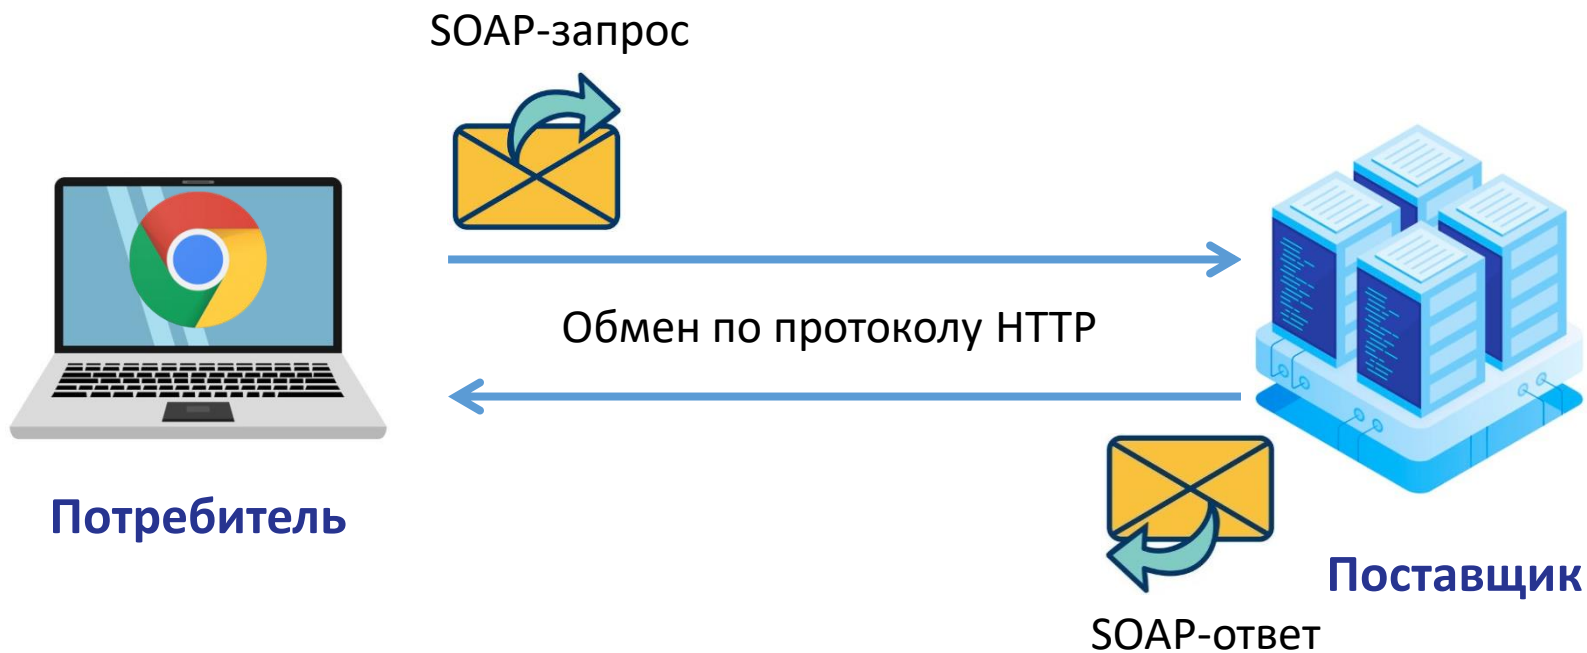 SOAP-запрос
Обмен по протоколу HTTP
Потребитель
Поставщик
SOAP-ответ